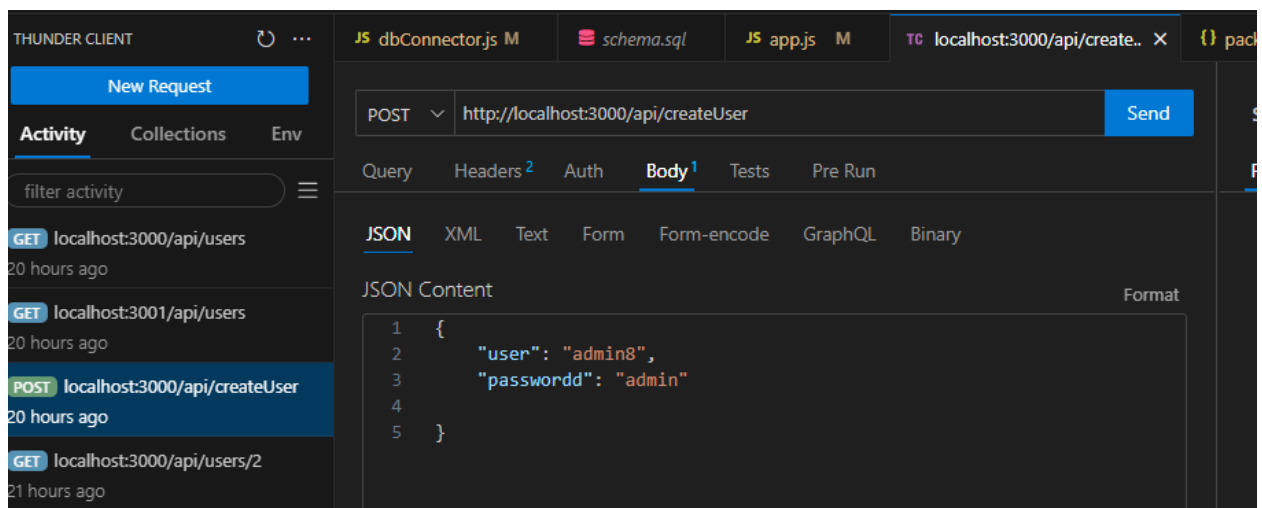 THUNDER CLIENT
New Request
Activity Collections Env
filter activity
GET localhost:3000/api/users
20 hours ago
GET localhost:3001/api/users
20 hours ago
POST localhost:3000/api/createUser
20 hours ago
GET localhost:3000/api/users/2
21 hours ago
JS dbConnector.js M schema.sql JS app.js M TC localhost:3000/api/create.. {} pack
POST http://localhost:3000/api/createUser Send
Query Headers 2 Auth Body 1 Tests Pre Run
JSON XML Text Form Form-encode GraphQL Binary
JSON Content
Format
1 {
2 "user": "admin8",
3 "passwordd": "admin"
4
5 }